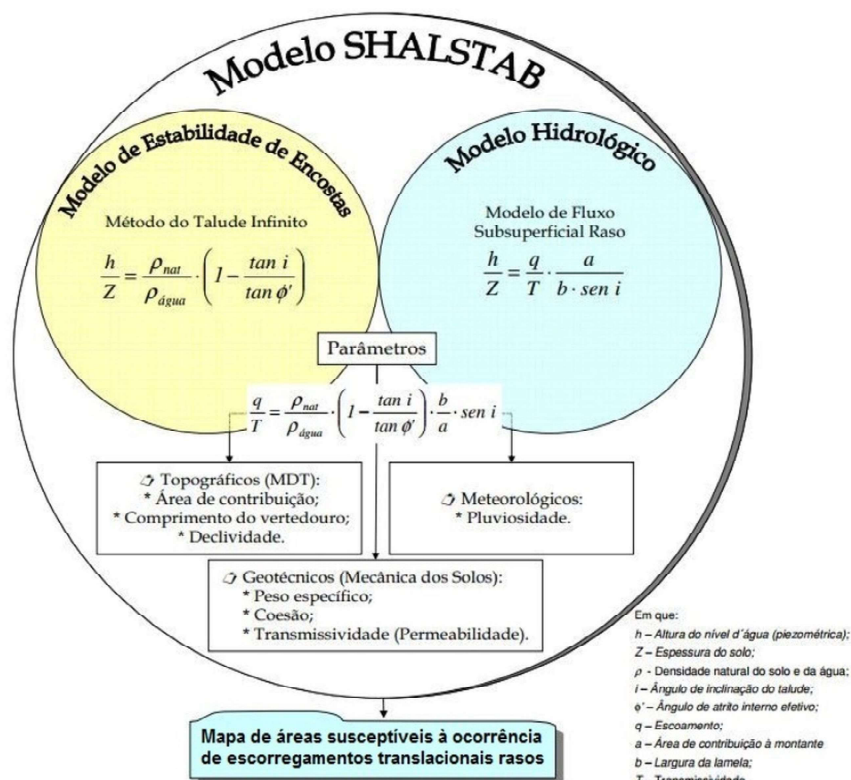 Modelo SHALSTAB
Modelo de Estabilidade de Encostas
Método do Talude Infinito
h/Z = ρnat/ρágua · (1 − tan i/tan ϕ')
Modelo Hidrológico
Modelo de Fluxo
Subsuperficial Raso
h/Z = q/T · a/(b · sen i)
Parâmetros
q/T = ρnat/ρágua · (1 − tan i/tan ϕ') · b/a · sen i
Topográficos (MDT):
* Área de contribuição;
* Comprimento do vertedouro;
* Declividade.
Meteorológicos:
* Pluviosidade.
Geotécnicos (Mecânica dos Solos):
* Peso específico;
* Coesão;
* Transmissividade (Permeabilidade).
Em que:
h – Altura do nível d´água (piezométrica);
Z – Espessura do solo;
ρ - Densidade natural do solo e da água;
i – Ângulo de inclinação do talude;
ϕ' – Ângulo de atrito interno efetivo;
q – Escoamento;
a – Área de contribuição à montante
b – Largura da lamela;
T – Transmissividade
Mapa de áreas susceptíveis à ocorrência
de escorregamentos translacionais rasos